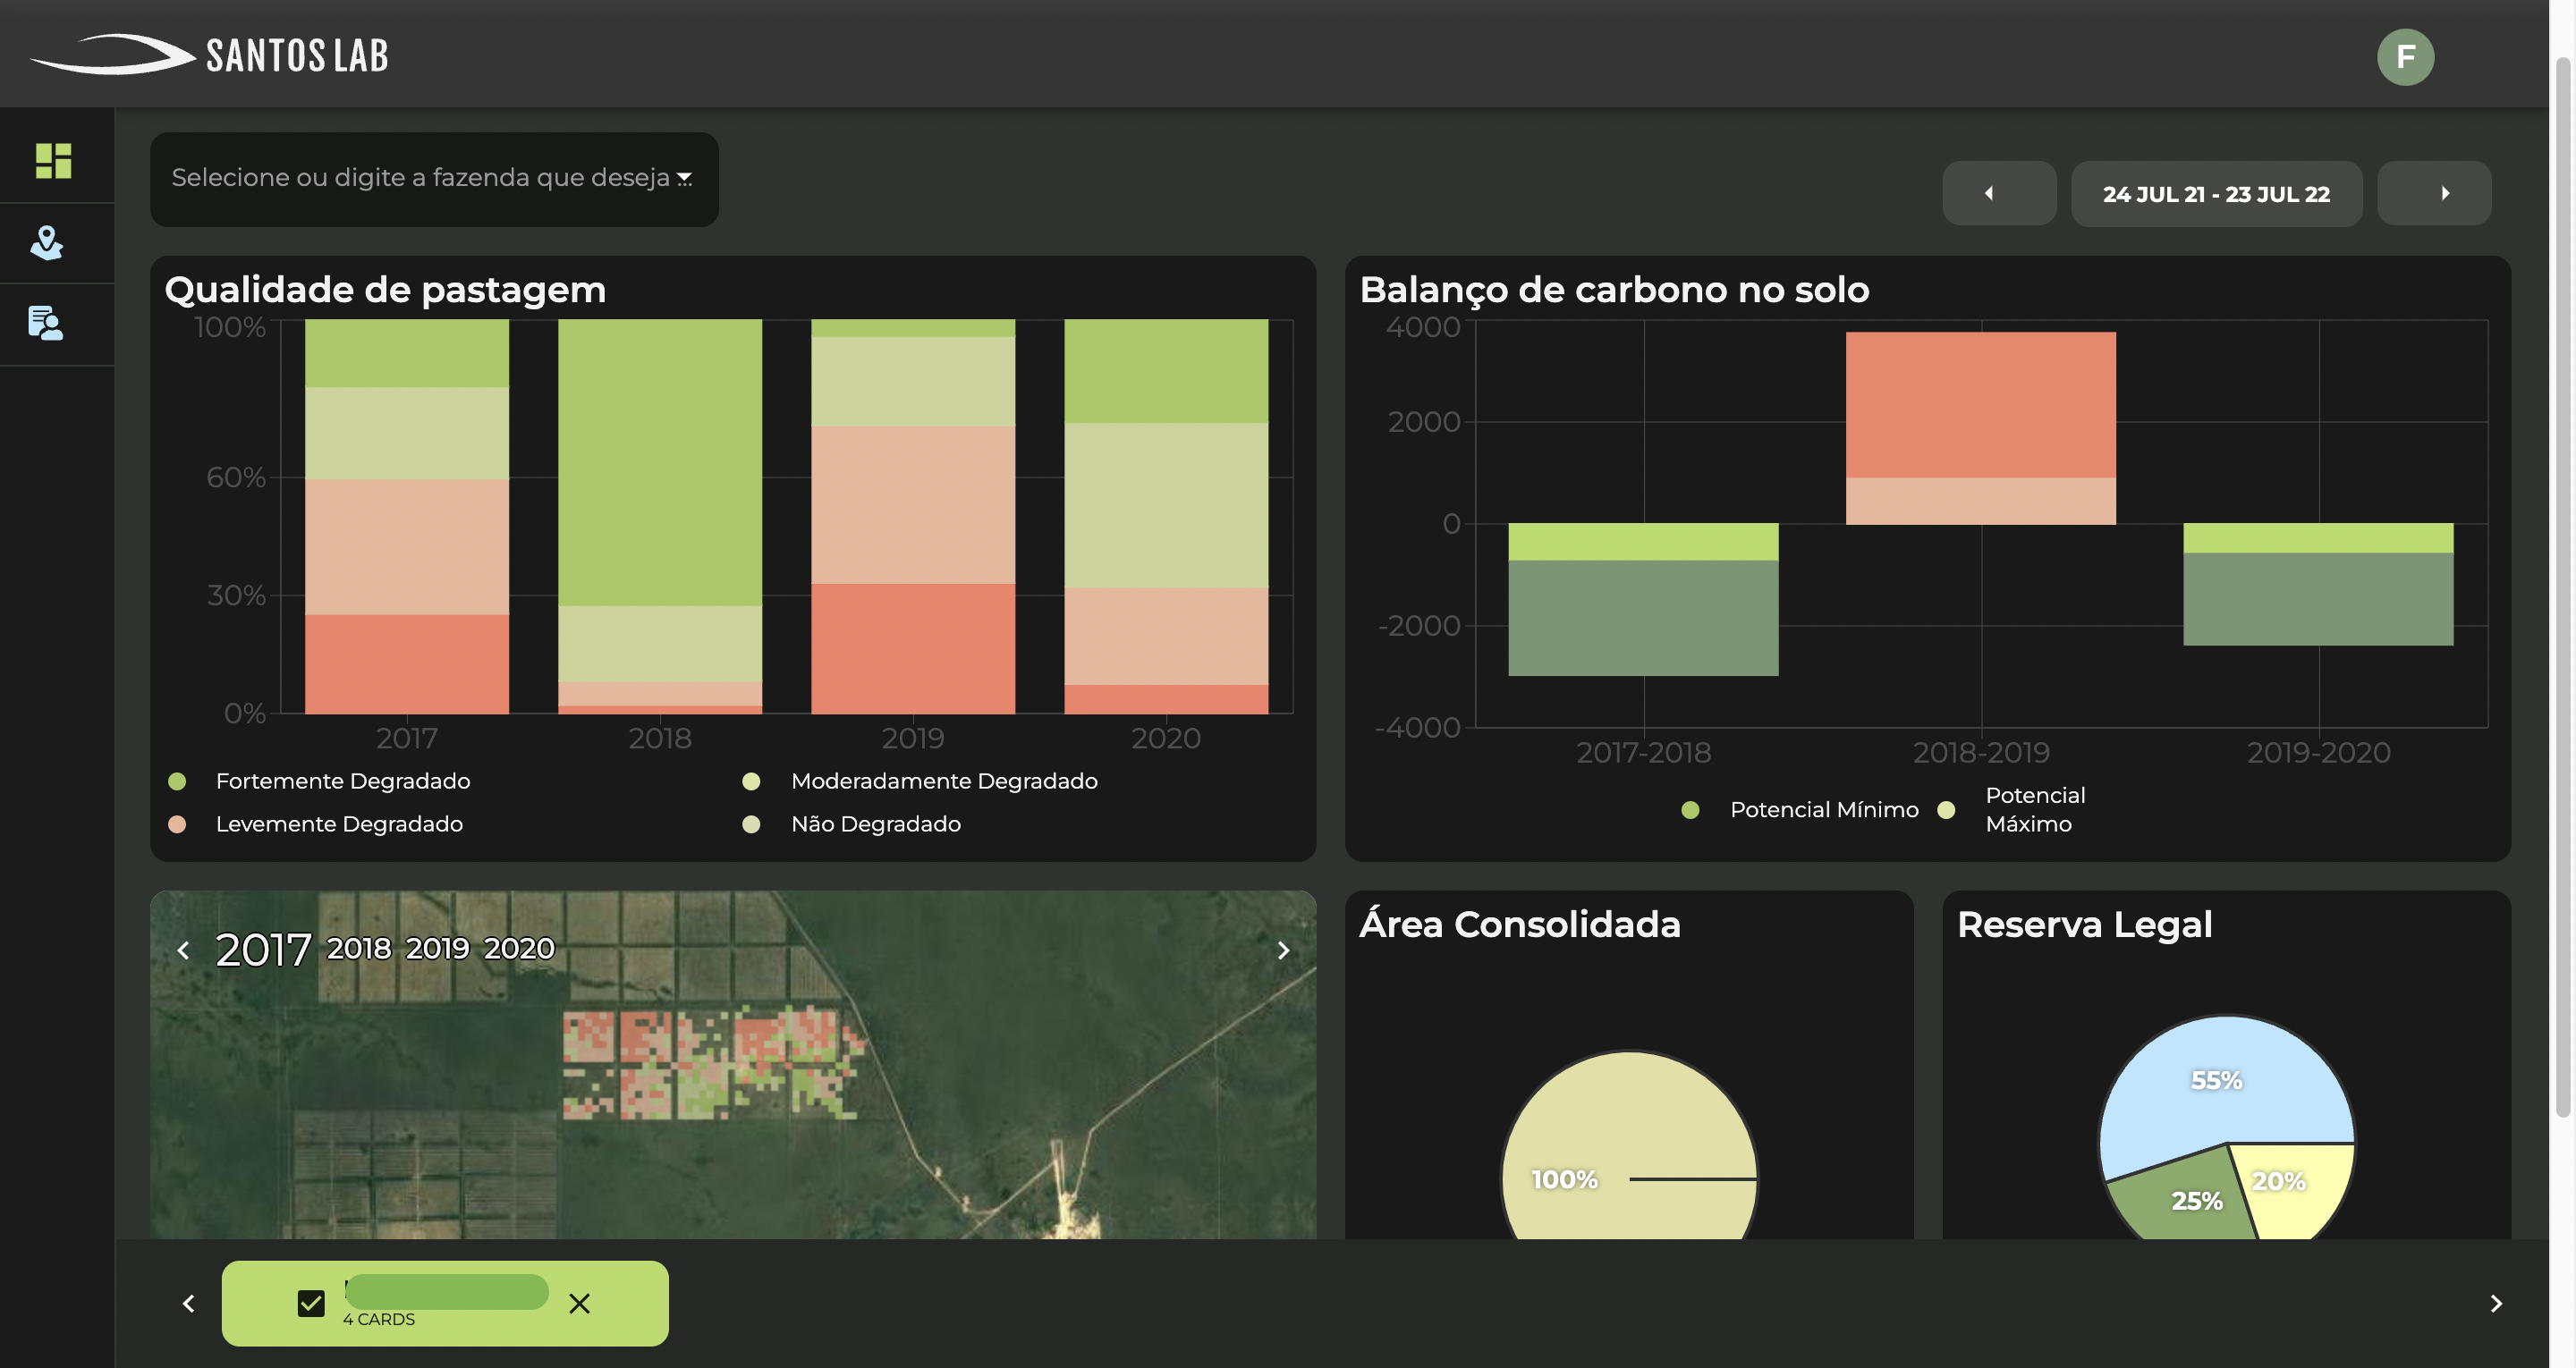 SANTOS LAB
F
Selecione ou digite a fazenda que deseja ...
24 JUL 21 - 23 JUL 22
Qualidade de pastagem
100%
60%
30%
0%
2017
2018
2019
2020
Fortemente Degradado
Moderadamente Degradado
Levemente Degradado
Não Degradado
Balanço de carbono no solo
4000
2000
0
-2000
-4000
2017-2018
2018-2019
2019-2020
Potencial Mínimo
Potencial
Máximo
2017 2018 2019 2020
Área Consolidada
100%
Reserva Legal
55%
25%
20%
4 CARDS